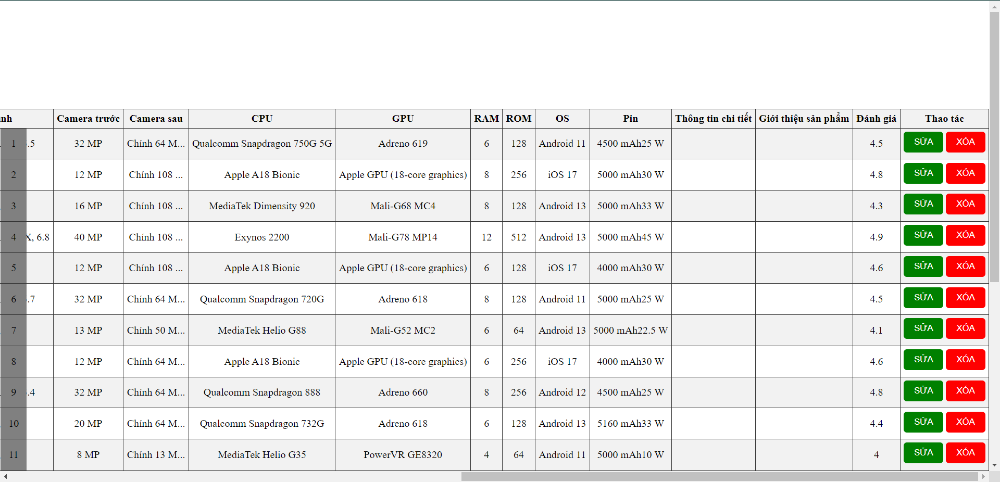 ình Camera trước Camera sau CPU GPU RAM ROM OS Pin Thông tin chi tiết Giới thiệu sản phẩm Đánh giá Thao tác
1 .5 32 MP Chính 64 M... Qualcomm Snapdragon 750G 5G Adreno 619 6 128 Android 11 4500 mAh25 W 4.5 SỬA XÓA
2 12 MP Chính 108 ... Apple A18 Bionic Apple GPU (18-core graphics) 8 256 iOS 17 5000 mAh30 W 4.8 SỬA XÓA
3 16 MP Chính 108 ... MediaTek Dimensity 920 Mali-G68 MC4 8 128 Android 13 5000 mAh33 W 4.3 SỬA XÓA
4 X, 6.8 40 MP Chính 108 ... Exynos 2200 Mali-G78 MP14 12 512 Android 13 5000 mAh45 W 4.9 SỬA XÓA
5 12 MP Chính 108 ... Apple A18 Bionic Apple GPU (18-core graphics) 6 128 iOS 17 4000 mAh30 W 4.6 SỬA XÓA
6 .7 32 MP Chính 64 M... Qualcomm Snapdragon 720G Adreno 618 8 128 Android 11 5000 mAh25 W 4.5 SỬA XÓA
7 13 MP Chính 50 M... MediaTek Helio G88 Mali-G52 MC2 6 64 Android 13 5000 mAh22.5 W 4.1 SỬA XÓA
8 12 MP Chính 64 M... Apple A18 Bionic Apple GPU (18-core graphics) 6 256 iOS 17 4000 mAh30 W 4.6 SỬA XÓA
9 .4 32 MP Chính 64 M... Qualcomm Snapdragon 888 Adreno 660 8 256 Android 12 4500 mAh25 W 4.8 SỬA XÓA
10 20 MP Chính 64 M... Qualcomm Snapdragon 732G Adreno 618 6 128 Android 13 5160 mAh33 W 4.4 SỬA XÓA
11 8 MP Chính 13 M... MediaTek Helio G35 PowerVR GE8320 4 64 Android 11 5000 mAh10 W 4 SỬA XÓA